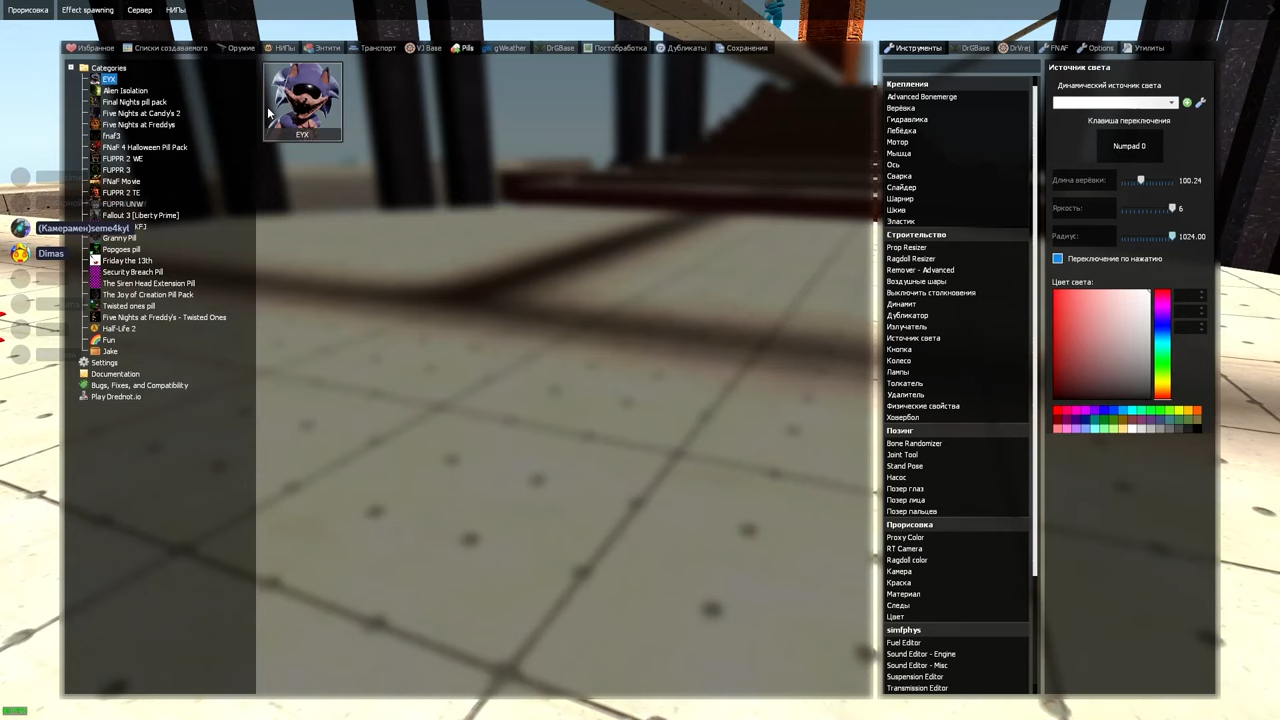 Прорисовка Effect spawning Сервер НИПы
Избранное Списки создаваемого Оружие НИПы Энтити Транспорт VJ Base Pills gWeather DrGBase Постобработка Дубликаты Сохранения
Categories
EYX
Alien Isolation
Final Nights pill pack
Five Nights at Candy's 2
Five Nights at Freddys
fnaf3
FNaF 4 Halloween Pill Pack
FUPPR 2 WE
FUPPR 3
FNaF Movie
FUPPR 2 TE
FUPPR UNW
Fallout 3 [Liberty Prime]
KFJ
(Камерамен)seme4kyl
Granny Pill
Popgoes pill
Dimas
Friday the 13th
Security Breach Pill
The Siren Head Extension Pill
The Joy of Creation Pill Pack
Twisted ones pill
Five Nights at Freddy's - Twisted Ones
Half-Life 2
Fun
Jake
Settings
Documentation
Bugs, Fixes, and Compatibility
Play Drednot.io
EYX
Инструменты DrGBase DrVrej FNAF Options Утилиты
Крепления
Advanced Bonemerge
Верёвка
Гидравлика
Лебёдка
Мотор
Мышца
Ось
Сварка
Слайдер
Шарнир
Шкив
Эластик
Строительство
Prop Resizer
Ragdoll Resizer
Remover - Advanced
Воздушные шары
Выключить столкновения
Динамит
Дубликатор
Излучатель
Источник света
Кнопка
Колесо
Лампы
Толкатель
Удалитель
Физические свойства
Ховербол
Позинг
Bone Randomizer
Joint Tool
Stand Pose
Насос
Позер глаз
Позер лица
Позер пальцев
Прорисовка
Proxy Color
RT Camera
Ragdoll color
Камера
Краска
Материал
Следы
Цвет
simfphys
Fuel Editor
Sound Editor - Engine
Sound Editor - Misc
Suspension Editor
Transmission Editor
Источник света
Динамический источник света
Клавиша переключения
Numpad 0
Длина верёвки: 100.24
Яркость: 6
Радиус: 1024.00
Переключение по нажатию
Цвет света: